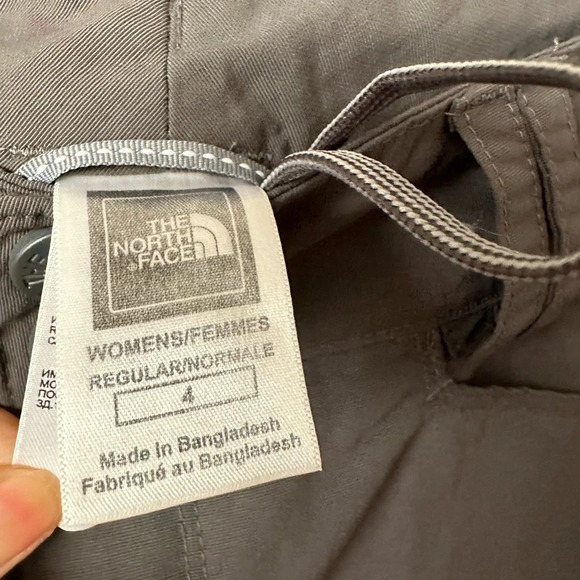 THE
NORTH
FACE
WOMENS/FEMMES
REGULAR/NORMALE
4
Made in Bangladesh
Fabriqué au Bangladesh